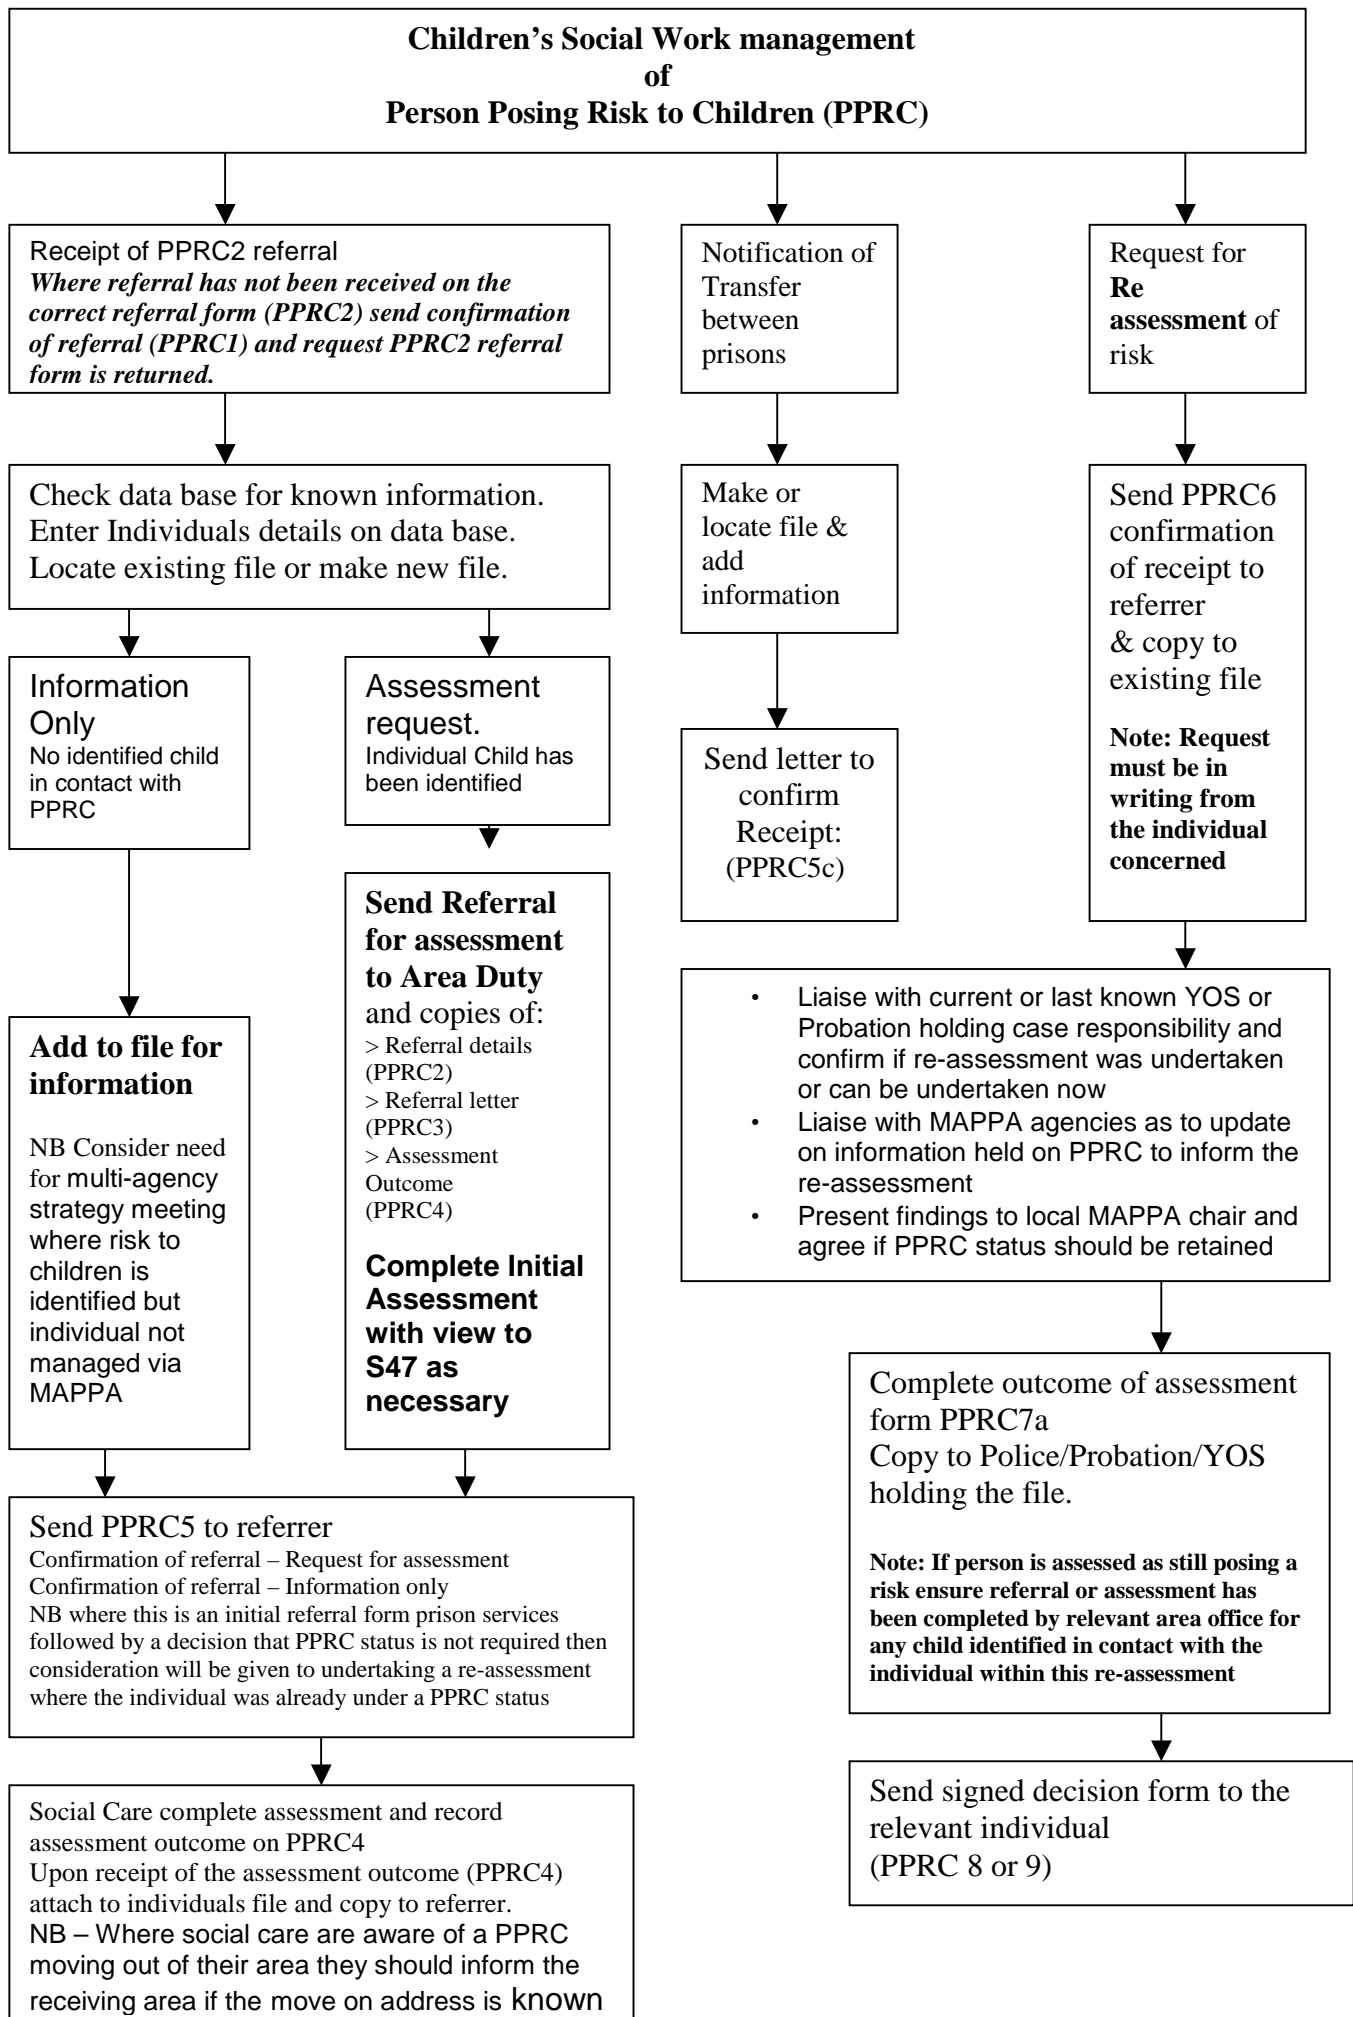 Children's Social Work management
of
Person Posing Risk to Children (PPRC)
Receipt of PPRC2 referral
Where referral has not been received on the
correct referral form (PPRC2) send confirmation
of referral (PPRC1) and request PPRC2 referral
form is returned.
Notification of
Transfer
between
prisons
Request for
Re
assessment of
risk
Check data base for known information.
Enter Individuals details on data base.
Locate existing file or make new file.
Make or
locate file &
add
information
Send PPRC6
confirmation
of receipt to
referrer
& copy to
existing file
Note: Request
must be in
writing from
the individual
concerned
Information
Only
No identified child
in contact with
PPRC
Assessment
request.
Individual Child has
been identified
Send letter to
confirm
Receipt:
(PPRC5c)
Send Referral
for assessment
to Area Duty
and copies of:
> Referral details
(PPRC2)
> Referral letter
(PPRC3)
> Assessment
Outcome
(PPRC4)
Complete Initial
Assessment
with view to
S47 as
necessary
Add to file for
information
NB Consider need
for multi-agency
strategy meeting
where risk to
children is
identified but
individual not
managed via
MAPPA
• Liaise with current or last known YOS or
Probation holding case responsibility and
confirm if re-assessment was undertaken
or can be undertaken now
• Liaise with MAPPA agencies as to update
on information held on PPRC to inform the
re-assessment
• Present findings to local MAPPA chair and
agree if PPRC status should be retained
Complete outcome of assessment
form PPRC7a
Copy to Police/Probation/YOS
holding the file.
Note: If person is assessed as still posing a
risk ensure referral or assessment has
been completed by relevant area office for
any child identified in contact with the
individual within this re-assessment
Send PPRC5 to referrer
Confirmation of referral – Request for assessment
Confirmation of referral – Information only
NB where this is an initial referral form prison services
followed by a decision that PPRC status is not required then
consideration will be given to undertaking a re-assessment
where the individual was already under a PPRC status
Send signed decision form to the
relevant individual
(PPRC 8 or 9)
Social Care complete assessment and record
assessment outcome on PPRC4
Upon receipt of the assessment outcome (PPRC4)
attach to individuals file and copy to referrer.
NB – Where social care are aware of a PPRC
moving out of their area they should inform the
receiving area if the move on address is known